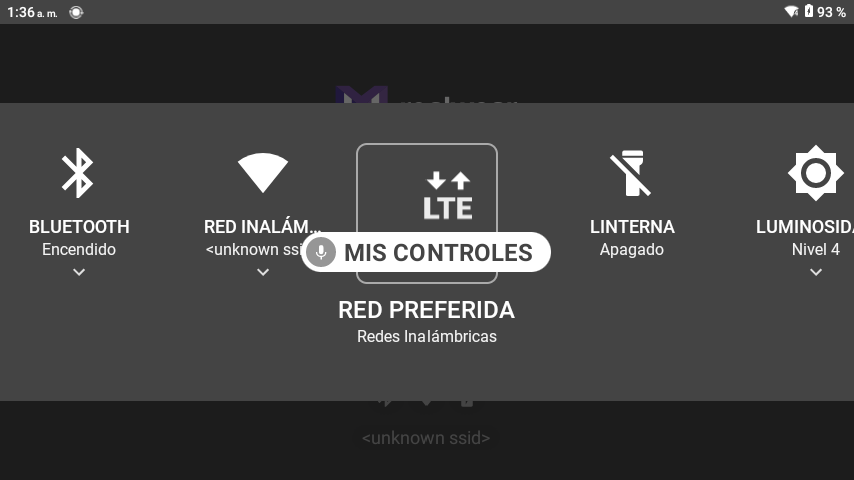 1:36 a. m.
93 %
BLUETOOTH
Encendido
RED INALÁM...
<unknown ssi
LTE
LINTERNA
Apagado
LUMINOSIDA
Nivel 4
MIS CONTROLES
RED PREFERIDA
Redes Inalámbricas
<unknown ssid>